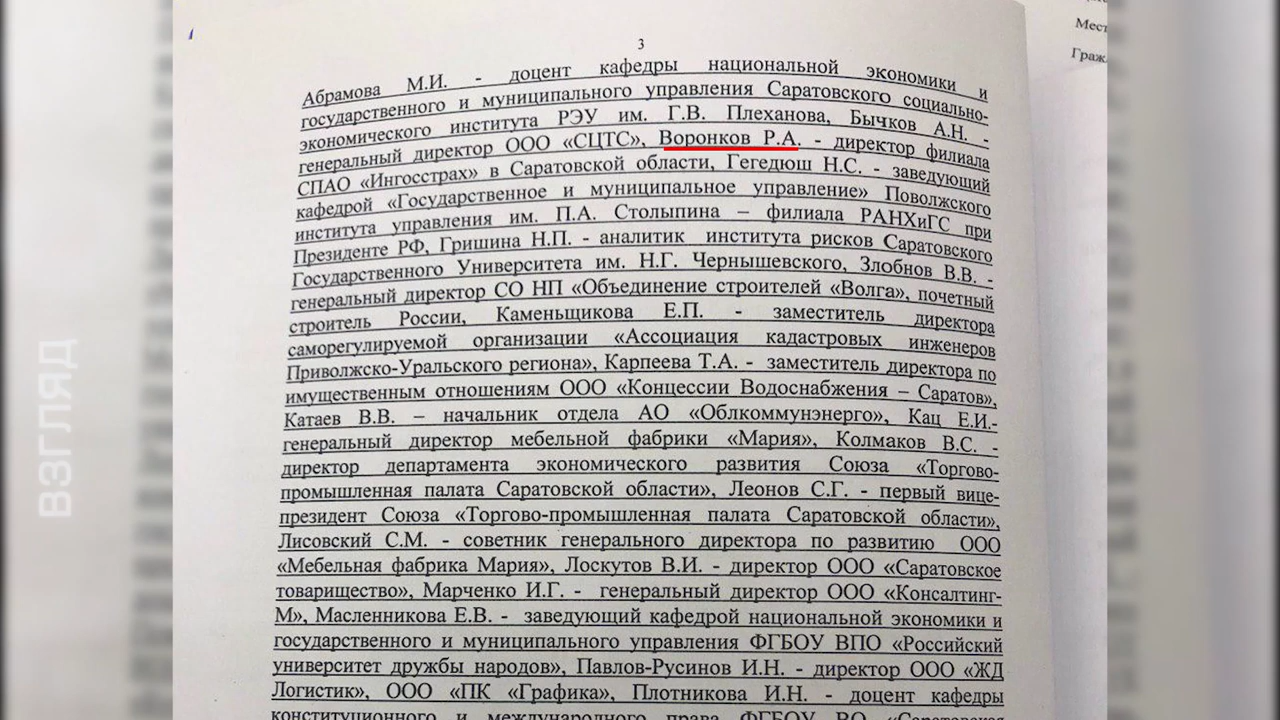 3
Абрамова М.И. - доцент кафедры национальной экономики и
государственного и муниципального управления Саратовского социально-
экономического института РЭУ им. Г.В. Плеханова, Бычков А.Н. -
генеральный директор ООО «СЦТС», Воронков Р.А. - директор филиала
СПАО «Ингосстрах» в Саратовской области, Гегедюш Н.С. - заведующий
кафедрой «Государственное и муниципальное управление» Поволжского
института управления им. П.А. Столыпина – филиала РАНХиГС при
Президенте РФ, Гришина Н.П. - аналитик института рисков Саратовского
Государственного Университета им. Н.Г. Чернышевского, Злобнов В.В. -
генеральный директор СО НП «Объединение строителей «Волга», почетный
строитель России, Каменьщикова Е.П. - заместитель директора
саморегулируемой организации «Ассоциация кадастровых инженеров
Приволжско-Уральского региона», Карпеева Т.А. - заместитель директора по
имущественным отношениям ООО «Концессии Водоснабжения – Саратов»,
Катаев В.В. – начальник отдела АО «Облкоммунэнерго», Кац Е.И.-
генеральный директор мебельной фабрики «Мария», Колмаков В.С. -
директор департамента экономического развития Союза «Торгово-
промышленная палата Саратовской области», Леонов С.Г. - первый вице-
президент Союза «Торгово-промышленная палата Саратовской области»,
Лисовский С.М. - советник генерального директора по развитию ООО
«Мебельная фабрика Мария», Лоскутов В.И. - директор ООО «Саратовское
товарищество», Марченко И.Г. - генеральный директор ООО «Консалтинг-
М», Масленникова Е.В. - заведующий кафедрой национальной экономики и
государственного и муниципального управления ФГБОУ ВПО «Российский
университет дружбы народов», Павлов-Русинов И.Н. - директор ООО «ЖД
Логистик», ООО «ПК «Графика», Плотникова И.Н. - доцент кафедры
конституционного и международного права ФГБОУ ВО «Саратовская
Мест
Граж
ВЗГЛЯД